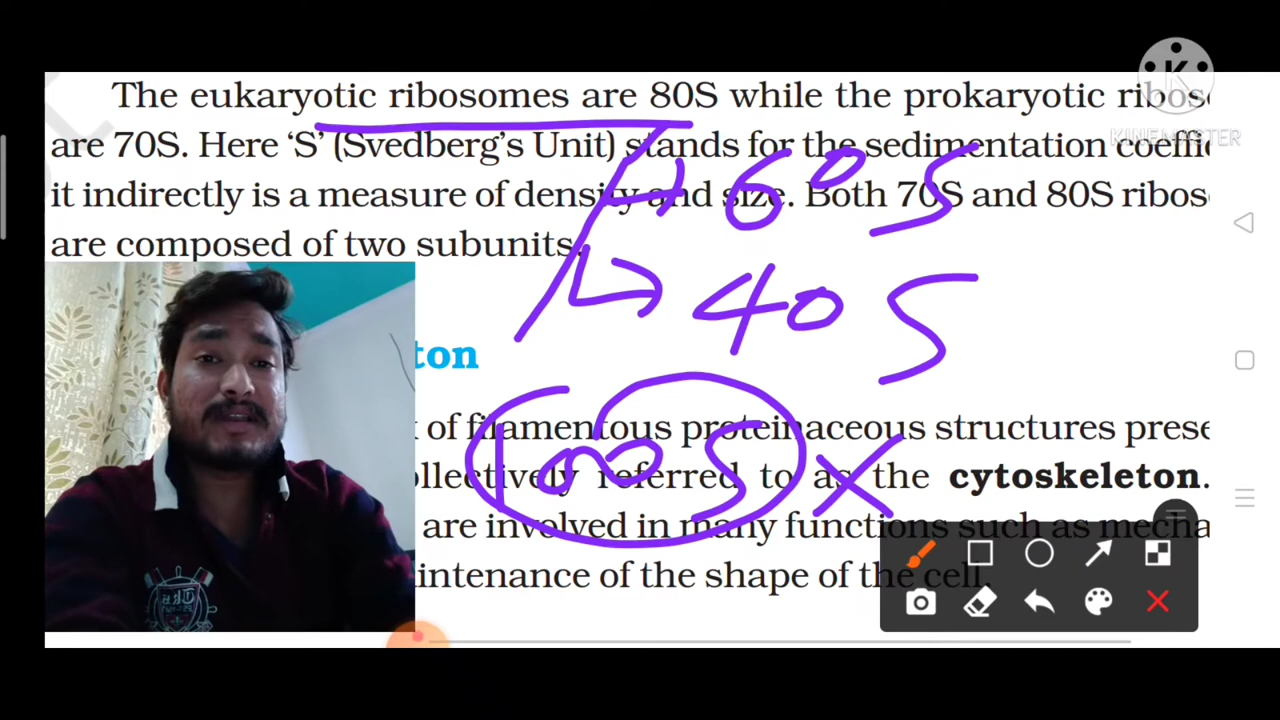 The eukaryotic ribosomes are 80S while the prokaryotic ribos
are 70S. Here ‘S’ (Svedberg’s Unit) stands for the sedimentation coeffic
it indirectly is a measure of density and size. Both 70S and 80S ribos
are composed of two subunits.
60S
40S
ton
100S
of filamentous proteinaceous structures prese
ollectively referred to as the cytoskeleton.
are involved in many functions such as mecha
intenance of the shape of the cell.
K
KINEMASTER